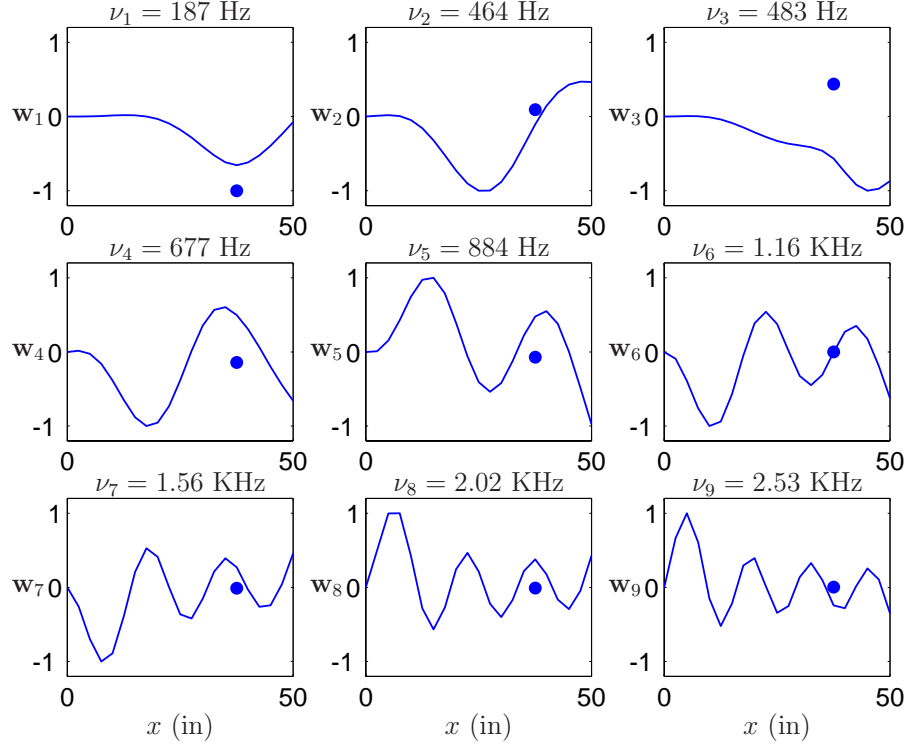 ν₁ = 187 Hz
ν₂ = 464 Hz
ν₃ = 483 Hz
1
w₁ 0
-1
0
50
1
w₂ 0
-1
0
50
1
w₃ 0
-1
0
50
ν₄ = 677 Hz
ν₅ = 884 Hz
ν₆ = 1.16 KHz
1
w₄ 0
-1
0
50
1
w₅ 0
-1
0
50
1
w₆ 0
-1
0
50
ν₇ = 1.56 KHz
ν₈ = 2.02 KHz
ν₉ = 2.53 KHz
1
w₇ 0
-1
0
50
x (in)
1
w₈ 0
-1
0
50
x (in)
1
w₉ 0
-1
0
50
x (in)